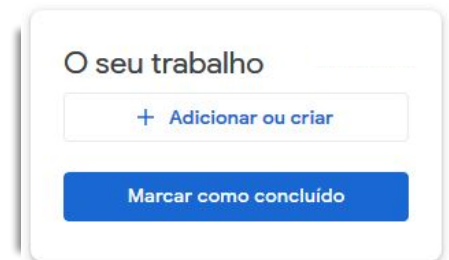 O seu trabalho
+ Adicionar ou criar
Marcar como concluído